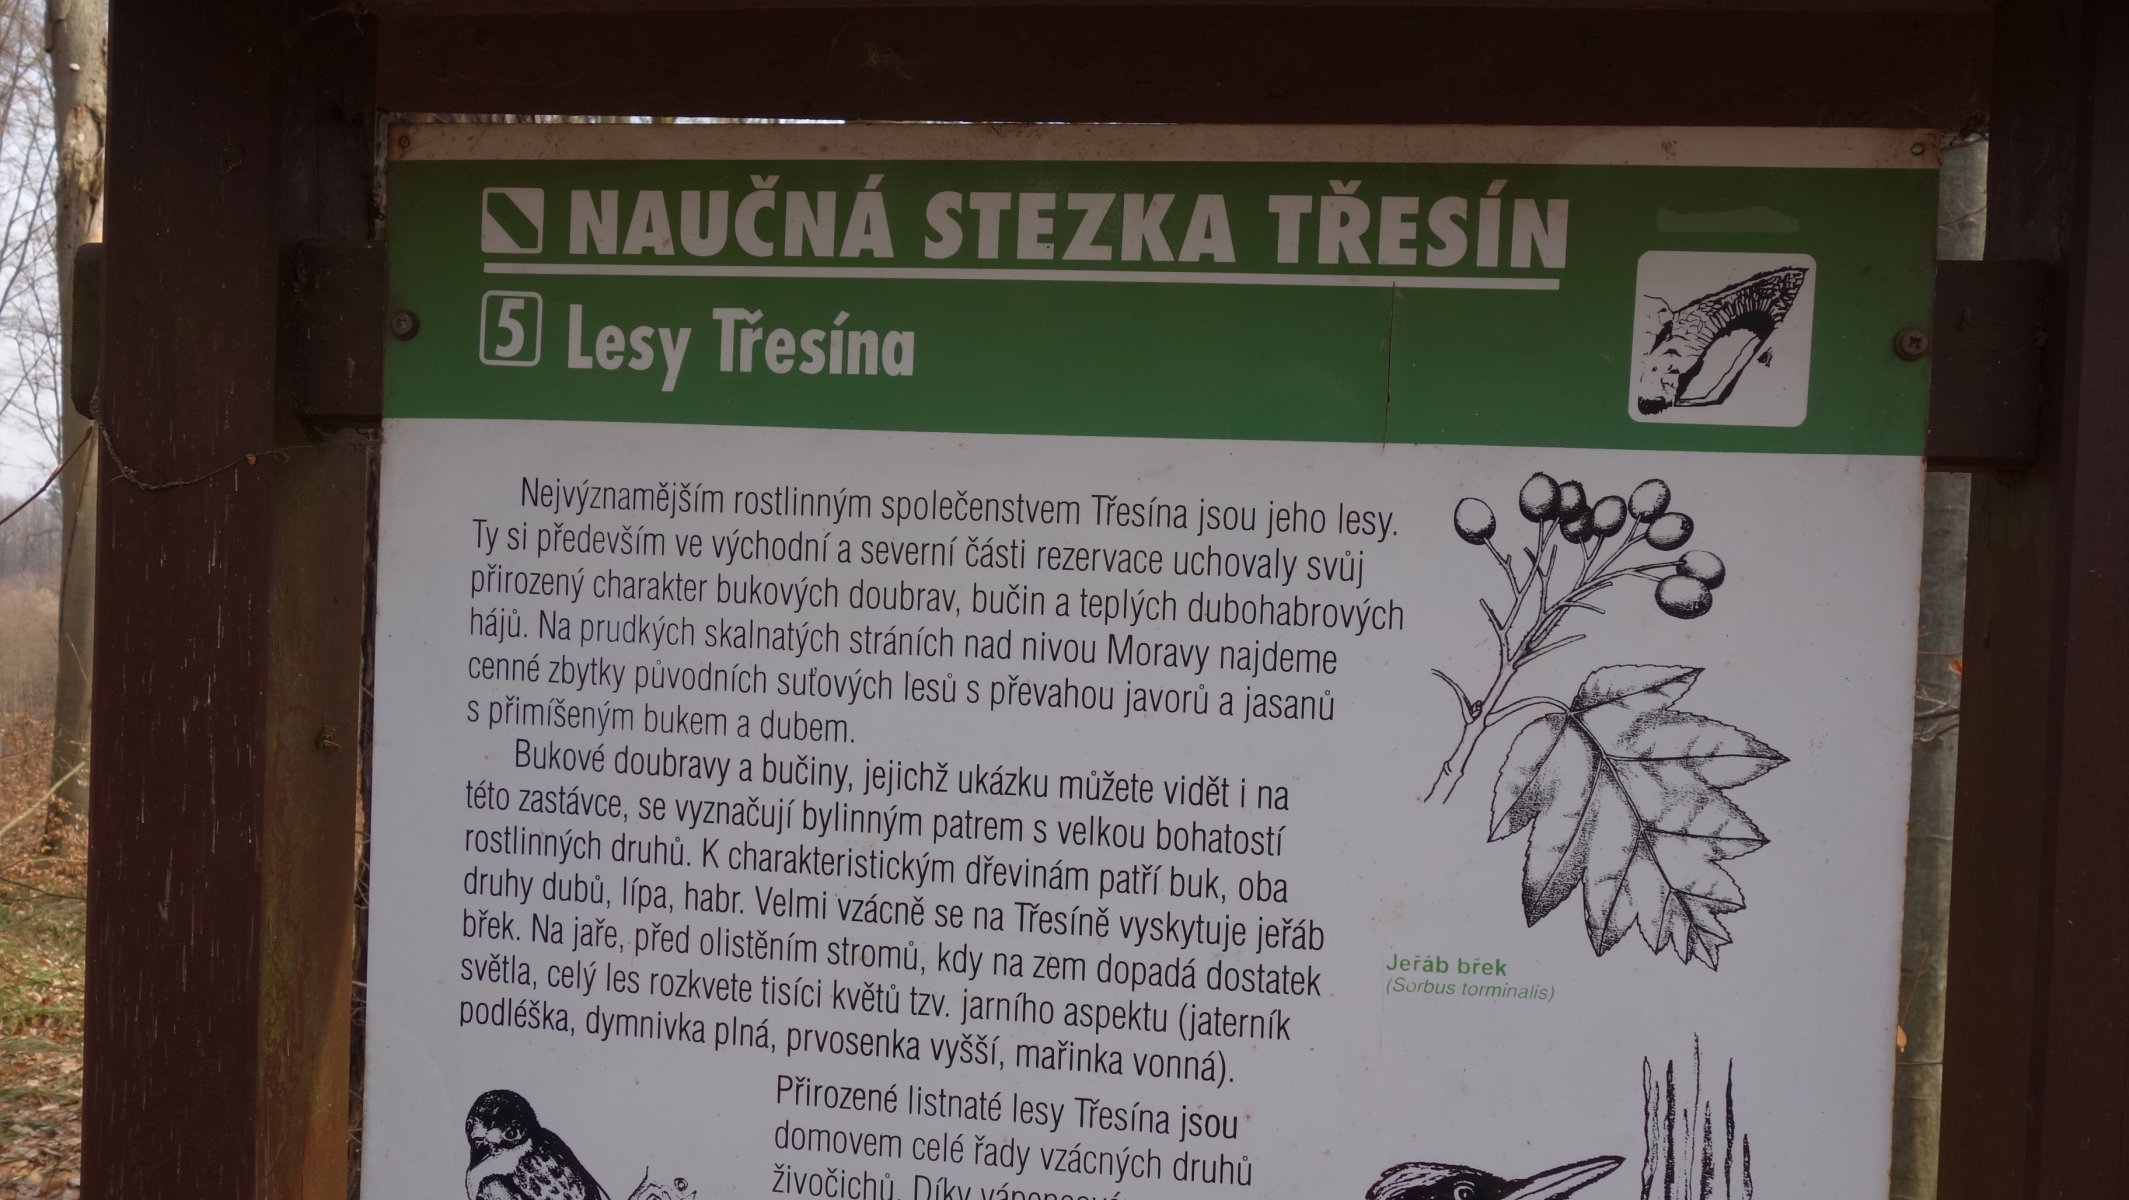 NAUČNÁ STEZKA TŘESÍN
5 Lesy Třesína
Nejvýznamějším rostlinným společenstvem Třesína jsou jeho lesy.
Ty si především ve východní a severní části rezervace uchovaly svůj
přirozený charakter bukových doubrav, bučin a teplých dubohabrových
hájů. Na prudkých skalnatých stráních nad nivou Moravy najdeme
cenné zbytky původních suťových lesů s převahou javorů a jasanů
s přimíšeným bukem a dubem.
Bukové doubravy a bučiny, jejichž ukázku můžete vidět i na
této zastávce, se vyznačují bylinným patrem s velkou bohatostí
rostlinných druhů. K charakteristickým dřevinám patří buk, oba
druhy dubů, lípa, habr. Velmi vzácně se na Třesíně vyskytuje jeřáb
břek. Na jaře, před olistěním stromů, kdy na zem dopadá dostatek
světla, celý les rozkvete tisíci květů tzv. jarního aspektu (jaterník
podléška, dymnivka plná, prvosenka vyšší, mařinka vonná).
Jeřáb břek
(Sorbus torminalis)
Přirozené listnaté lesy Třesína jsou
domovem celé řady vzácných druhů
živočichů. Díky